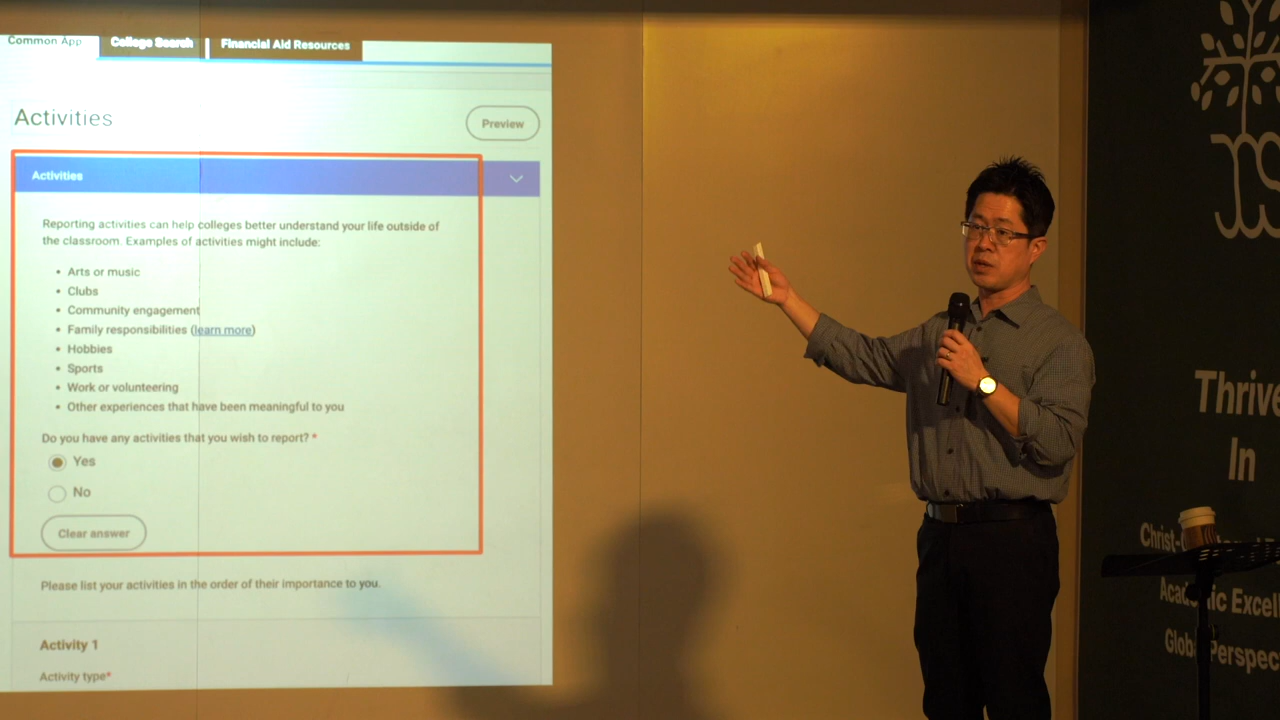 Common App
College Search
Financial Aid Resources
Activities
Preview
Activities
Reporting activities can help colleges better understand your life outside of
the classroom. Examples of activities might include:
• Arts or music
• Clubs
• Community engagement
• Family responsibilities (learn more)
• Hobbies
• Sports
• Work or volunteering
• Other experiences that have been meaningful to you
Do you have any activities that you wish to report? *
Yes
No
Clear answer
Please list your activities in the order of their importance to you.
Activity 1
Activity type*
Thrive
In